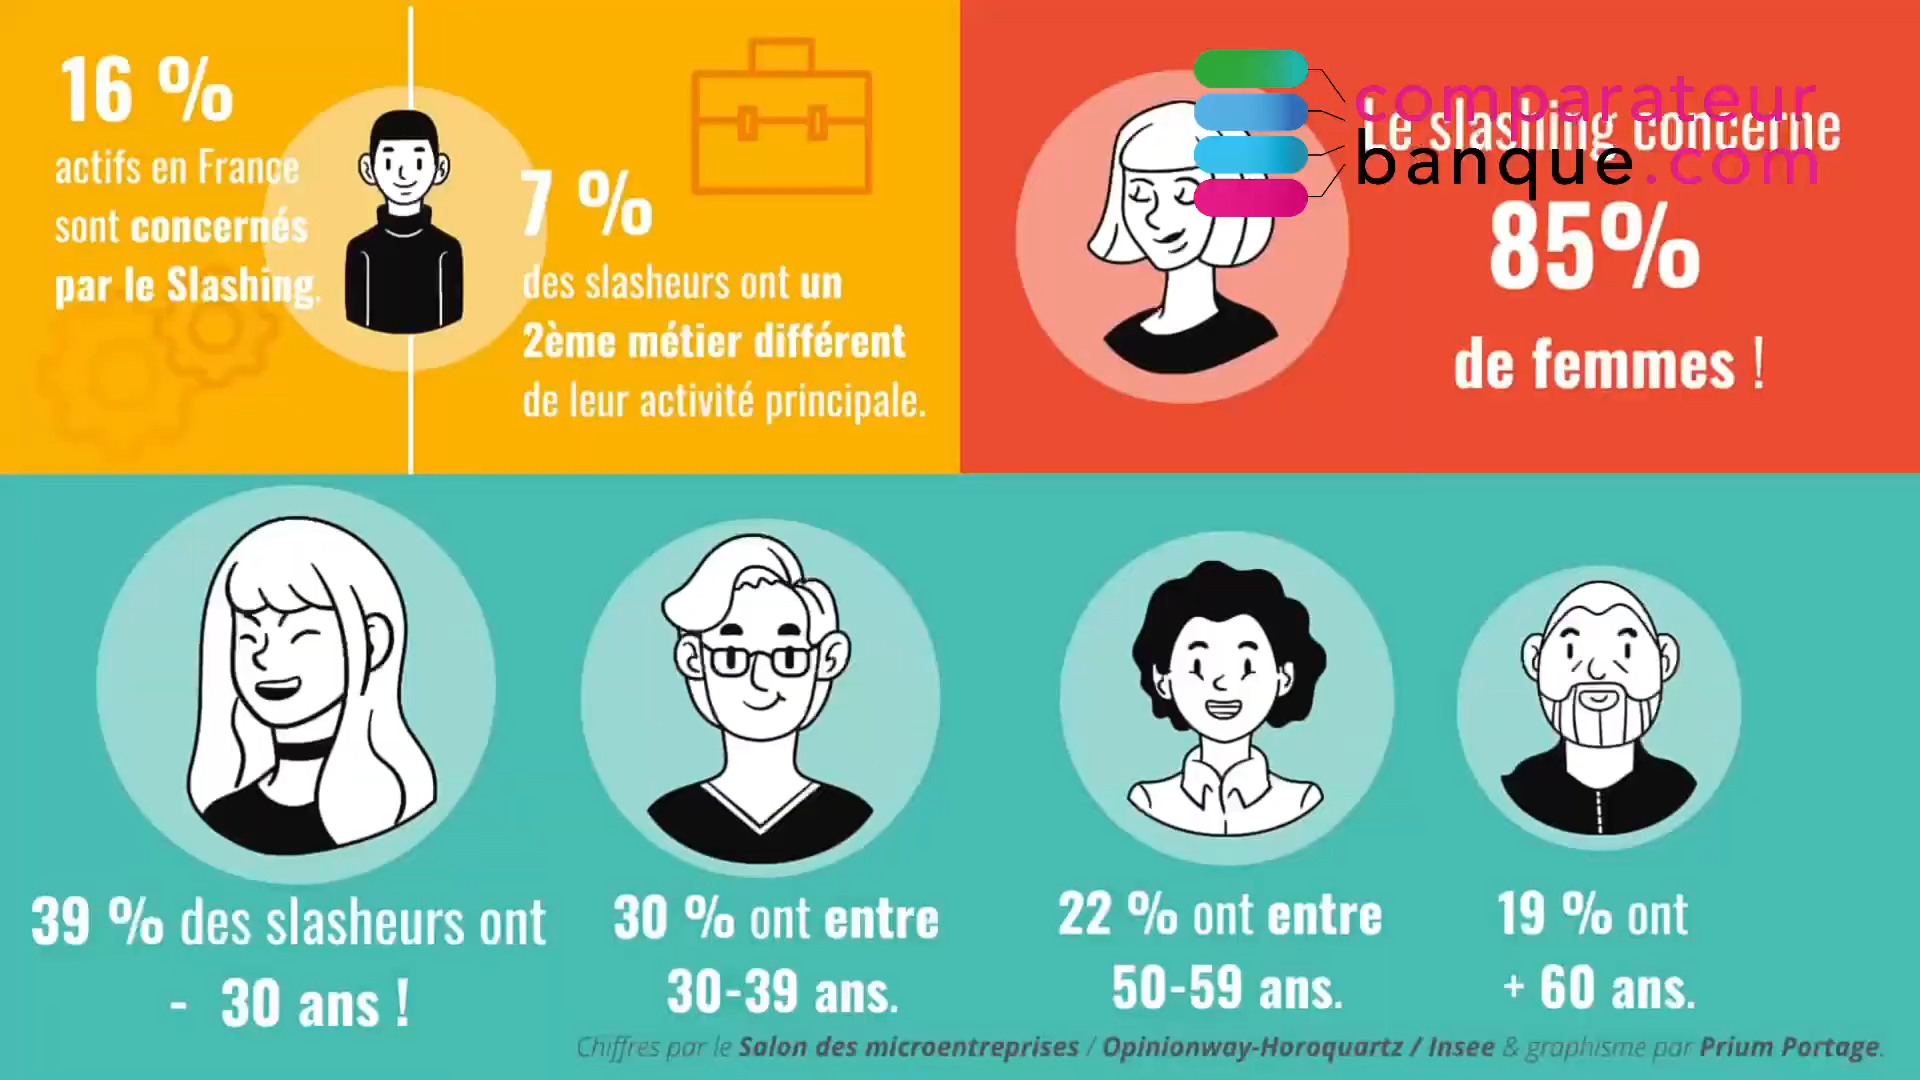 16 %
actifs en France
sont concernés
par le Slashing.
7 %
des slasheurs ont un
2ème métier différent
de leur activité principale.
comparateur
banque.com
Le slashing concerne
85%
de femmes !
39 % des slasheurs ont
- 30 ans !
30 % ont entre
30-39 ans.
22 % ont entre
50-59 ans.
19 % ont
+ 60 ans.
Chiffres par le Salon des microentreprises / Opinionway-Horoquartz / Insee & graphisme par Prium Portage.